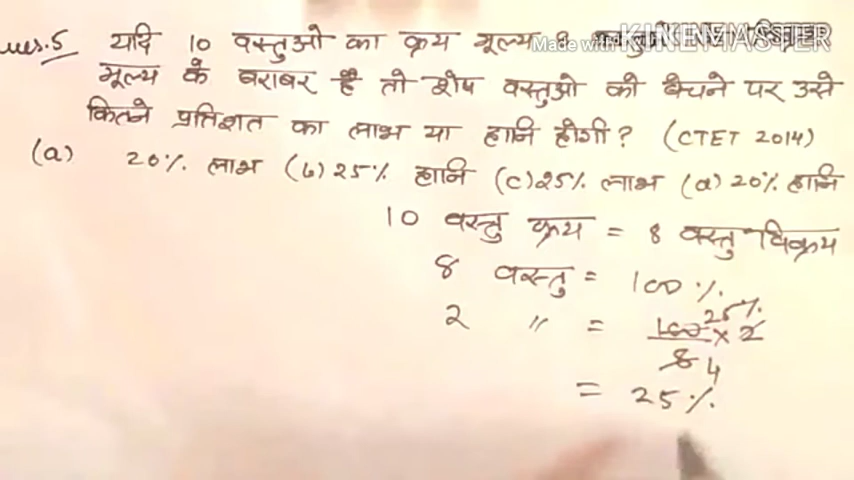 Ques.5 यदि 10 वस्तुओ का क्रय मूल्य 8
Made with KINEMASTER
मूल्य के बराबर है तो शेष वस्तुओ को बेचने पर उसे
कितने प्रतिशत का लाभ या हानि होगी? (CTET 2014)
(a) 20% लाभ (b) 25% हानि (c) 25% लाभ (d) 20% हानि
10 वस्तु क्रय = 8 वस्तु विक्रय
8 वस्तु = 100%
25%
2 " = 100 × 2
8 4
= 25%